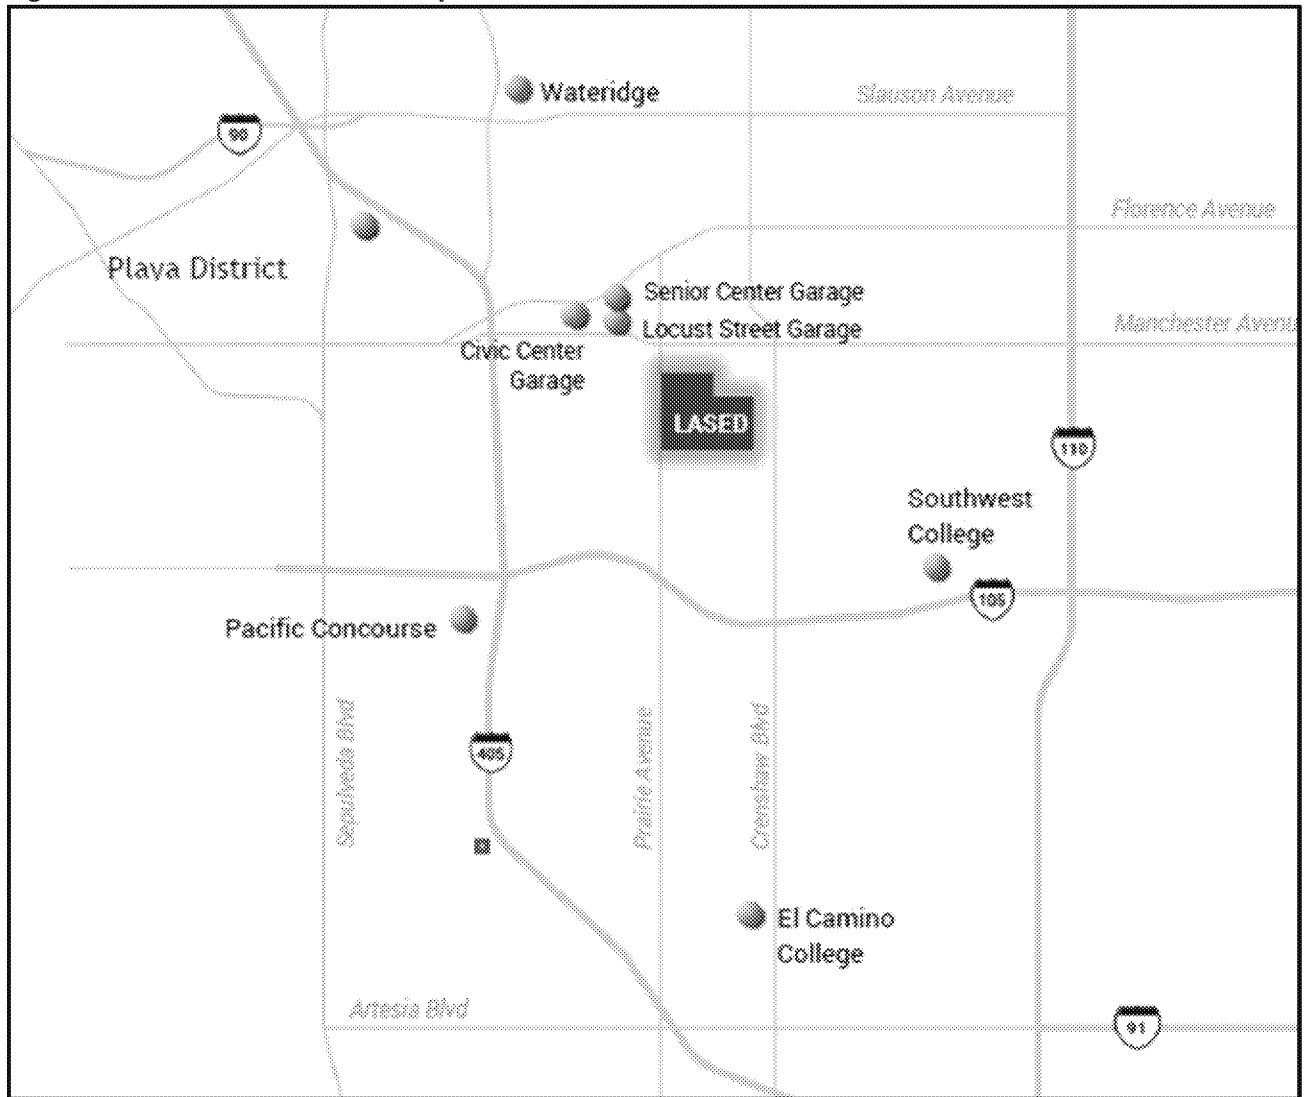 Wateridge
Slauson Avenue
90
Florence Avenue
Playa District
Senior Center Garage
Locust Street Garage
Manchester Avenu
Civic Center
Garage
LASED
110
Southwest
College
105
Pacific Concourse
Sepulveda Blvd
Prairie Avenue
Crenshaw Blvd
405
El Camino
College
Artesia Blvd
91